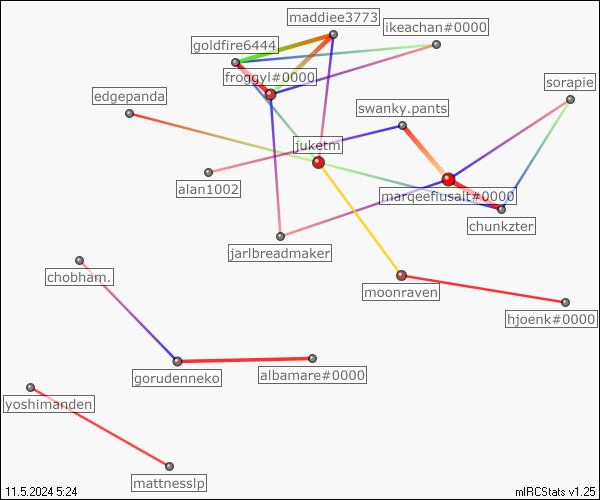 maddiee3773
ikeachan#0000
goldfire6444
froggyl#0000
sorapie
edgepanda
swanky.pants
juketm
alan1002
marqeefiusalt#0000
chunkzter
jarlbreadmaker
chobham.
moonraven
hjoenk#0000
gorudenneko
albamare#0000
yoshimanden
mattnesslp
11.5.2024 5:24
mIRCStats v1.25